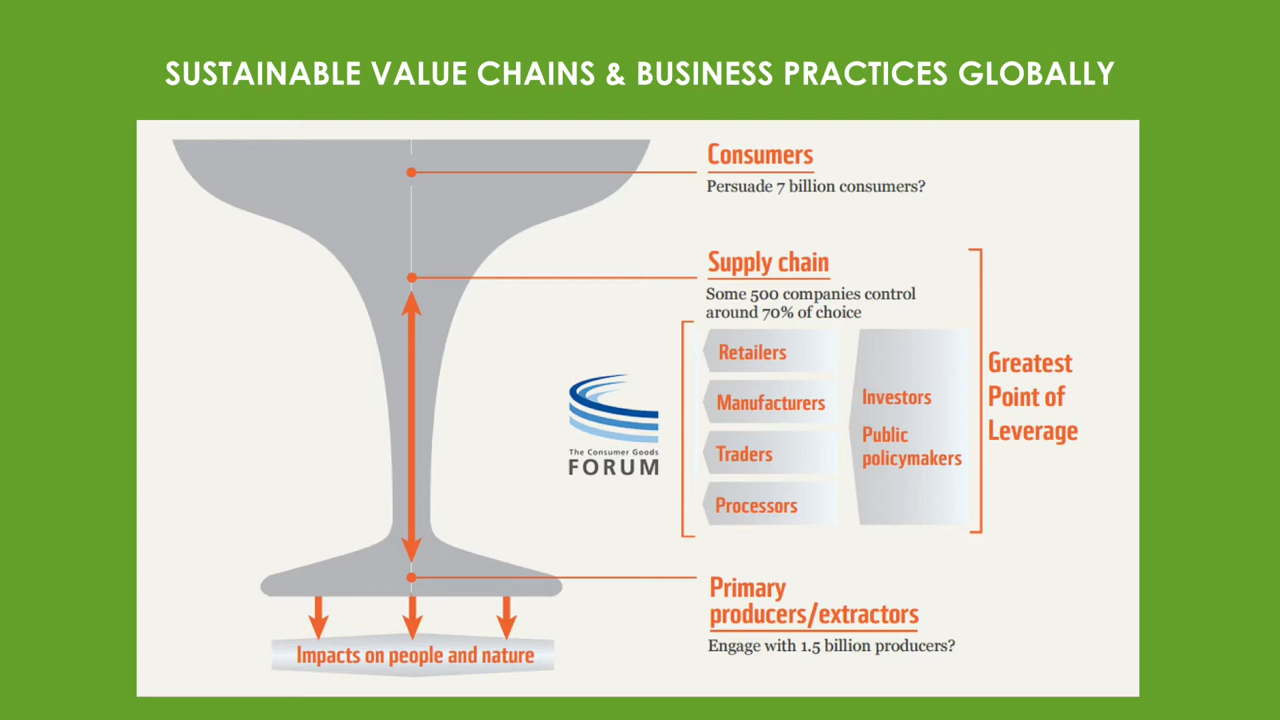 SUSTAINABLE VALUE CHAINS & BUSINESS PRACTICES GLOBALLY
Consumers
Persuade 7 billion consumers?
Supply chain
Some 500 companies control
around 70% of choice
Retailers
Manufacturers
Traders
Processors
Investors
Public
policymakers
Greatest
Point of
Leverage
The Consumer Goods
FORUM
Primary
producers/extractors
Engage with 1.5 billion producers?
Impacts on people and nature